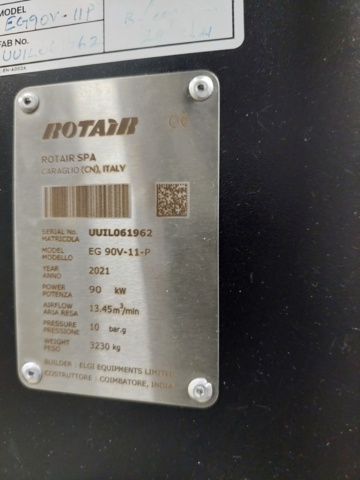 MODEL
EG90V-11P
FAB No.
UUIL06 62
ROTAIR
CE
ROTAIR SPA
CARAGLIO (CN), ITALY
SERIAL No. UUIL061962
MATRICOLA
MODEL EG 90V-11-P
MODELLO
YEAR 2021
ANNO
POWER 90 kW
POTENZA
AIRFLOW 13.45m³/min
ARIA RESA
PRESSURE 10 bar.g
PRESSIONE
WEIGHT 3230 kg
PESO
BUILDER : ELGI EQUIPMENTS LIMITED
COSTRUTTORE : COIMBATORE, INDIA